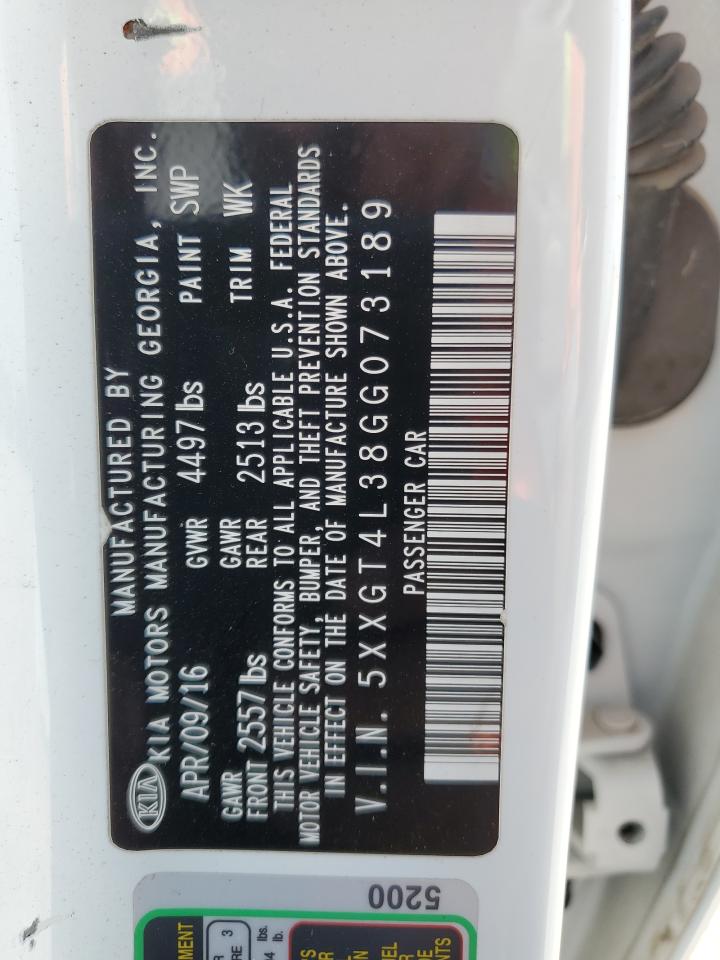 MANUFACTURED BY
KIA KIA MOTORS MANUFACTURING GEORGIA, INC.
APR/09/16 GVWR 4497 lbs PAINT SWP
GAWR FRONT 2557 lbs GAWR REAR 2513 lbs TRIM WK
THIS VEHICLE CONFORMS TO ALL APPLICABLE U.S.A. FEDERAL
MOTOR VEHICLE SAFETY, BUMPER, AND THEFT PREVENTION STANDARDS
IN EFFECT ON THE DATE OF MANUFACTURE SHOWN ABOVE.
V.I.N. 5XXGT4L38GG073189
PASSENGER CAR
5200